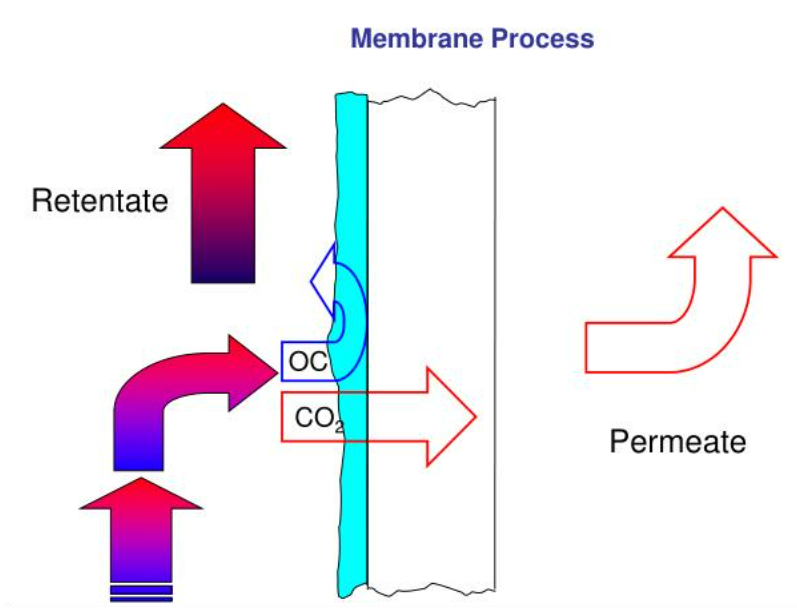 Membrane Process
Retentate
OC
CO₂
Permeate